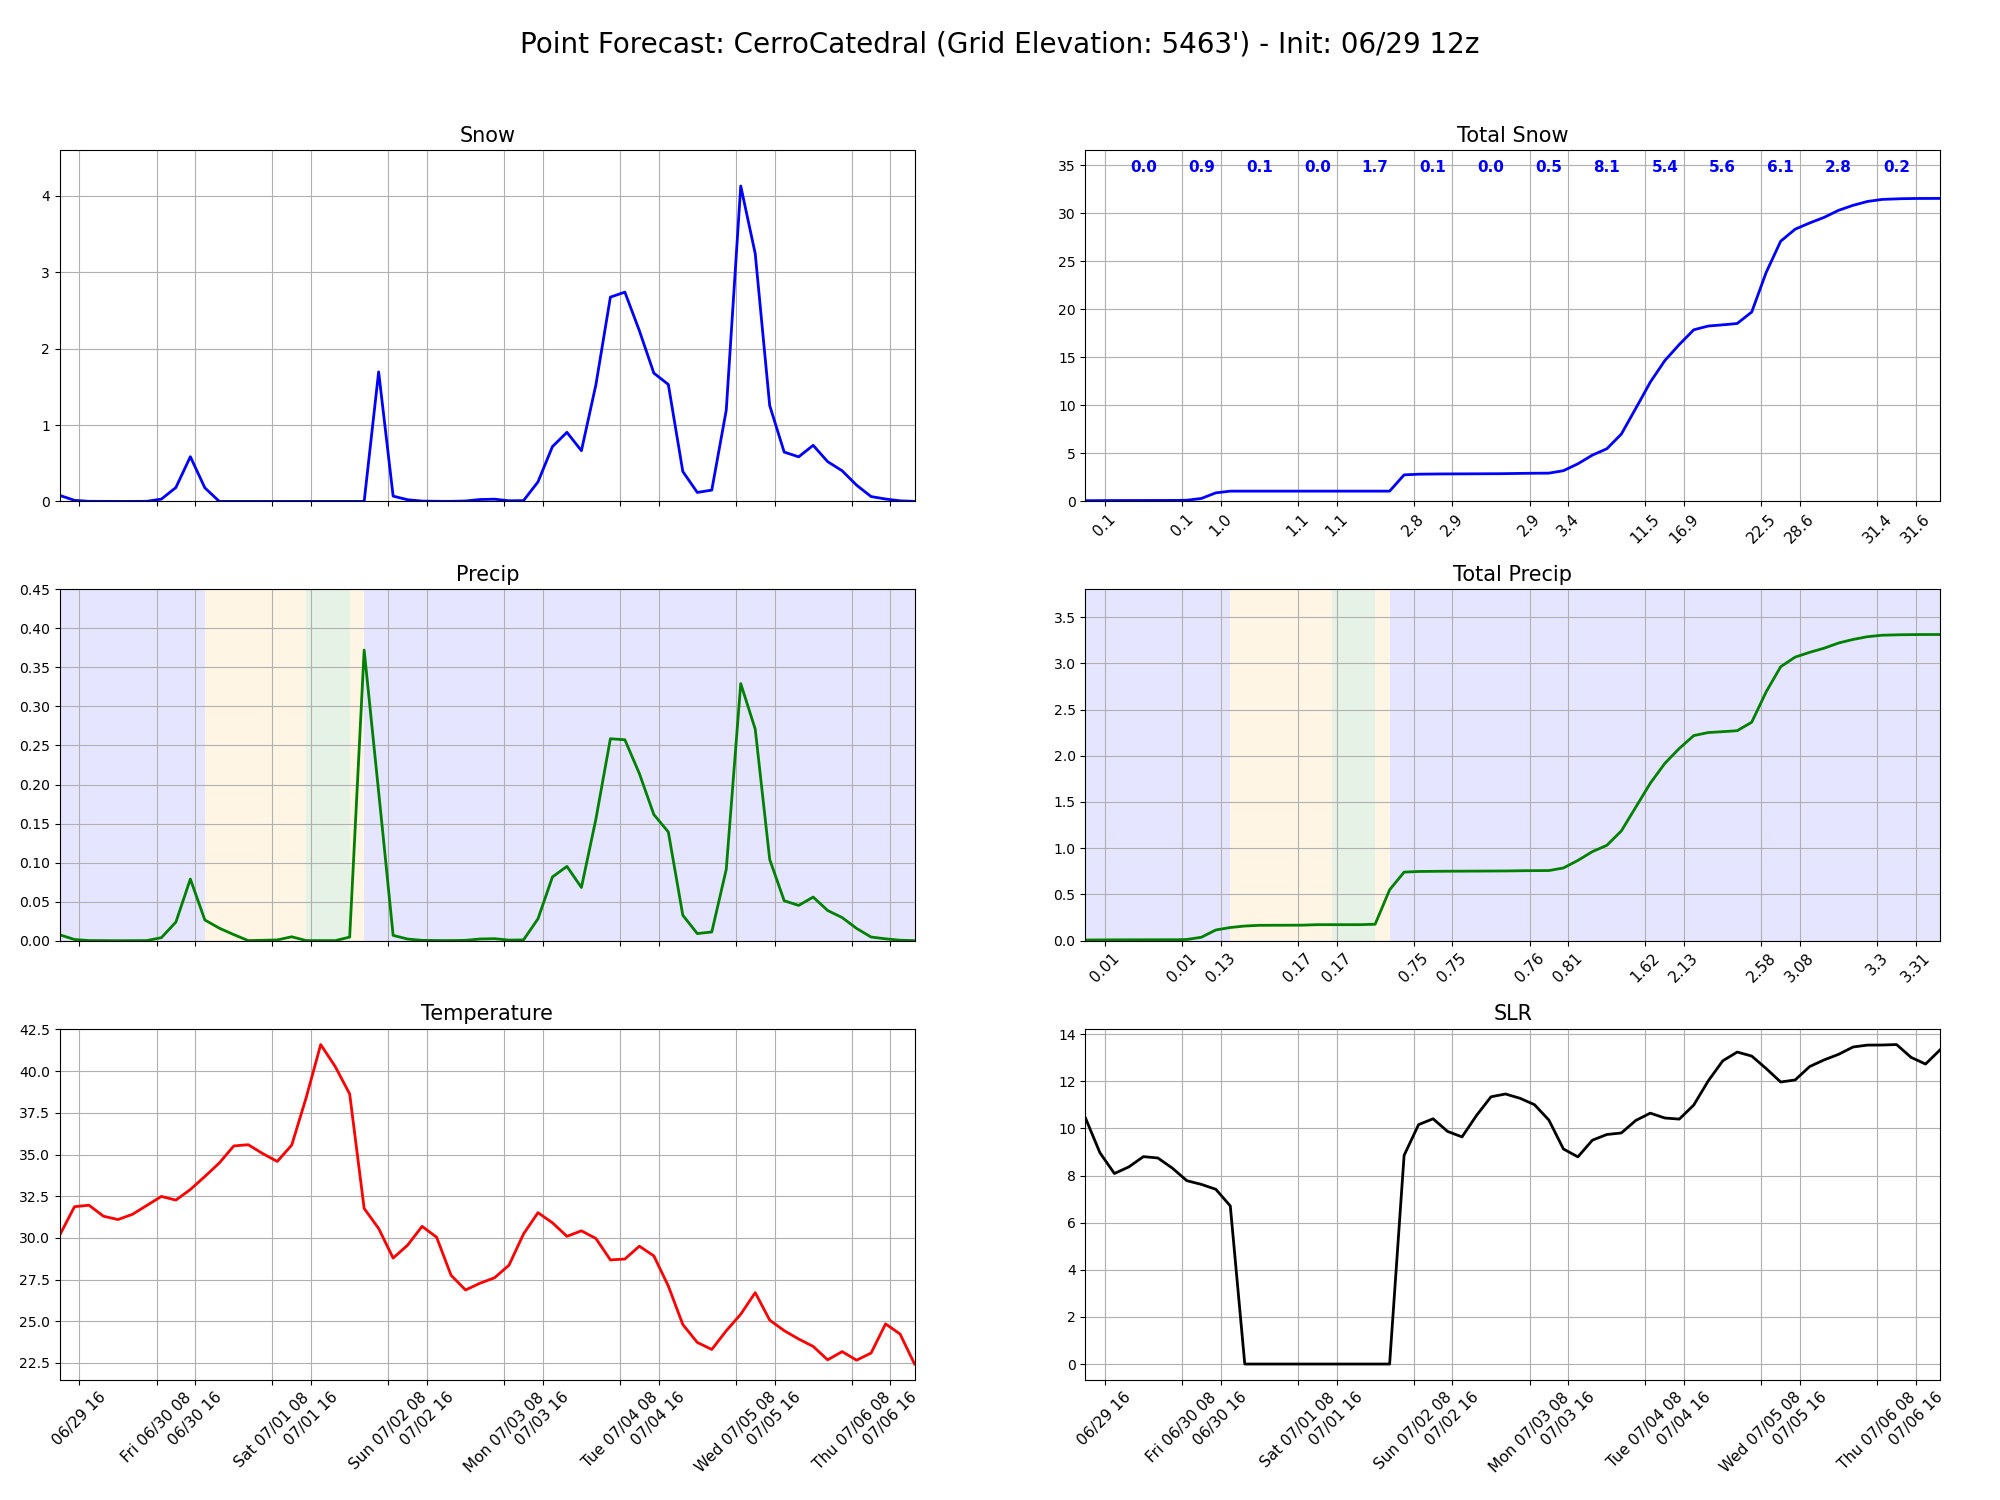 Point Forecast: CerroCatedral (Grid Elevation: 5463') - Init: 06/29 12z
Snow
4
3
2
1
0
Total Snow
0.0 0.9 0.1 0.0 1.7 0.1 0.0 0.5 8.1 5.4 5.6 6.1 2.8 0.2
35
30
25
20
15
10
5
0
0.1 0.1 1.0 1.1 1.1 2.8 2.9 2.9 3.4 11.5 16.9 22.5 28.6 31.4 31.6
Precip
0.45
0.40
0.35
0.30
0.25
0.20
0.15
0.10
0.05
0.00
Total Precip
3.5
3.0
2.5
2.0
1.5
1.0
0.5
0.0
0.01 0.01 0.13 0.17 0.17 0.75 0.75 0.76 0.81 1.62 2.13 2.58 3.08 3.3 3.31
Temperature
42.5
40.0
37.5
35.0
32.5
30.0
27.5
25.0
22.5
06/29 16
Fri 06/30 08
06/30 16
Sat 07/01 08
07/01 16
Sun 07/02 08
07/02 16
Mon 07/03 08
07/03 16
Tue 07/04 08
07/04 16
Wed 07/05 08
07/05 16
Thu 07/06 08
07/06 16
SLR
14
12
10
8
6
4
2
0
06/29 16
Fri 06/30 08
06/30 16
Sat 07/01 08
07/01 16
Sun 07/02 08
07/02 16
Mon 07/03 08
07/03 16
Tue 07/04 08
07/04 16
Wed 07/05 08
07/05 16
Thu 07/06 08
07/06 16